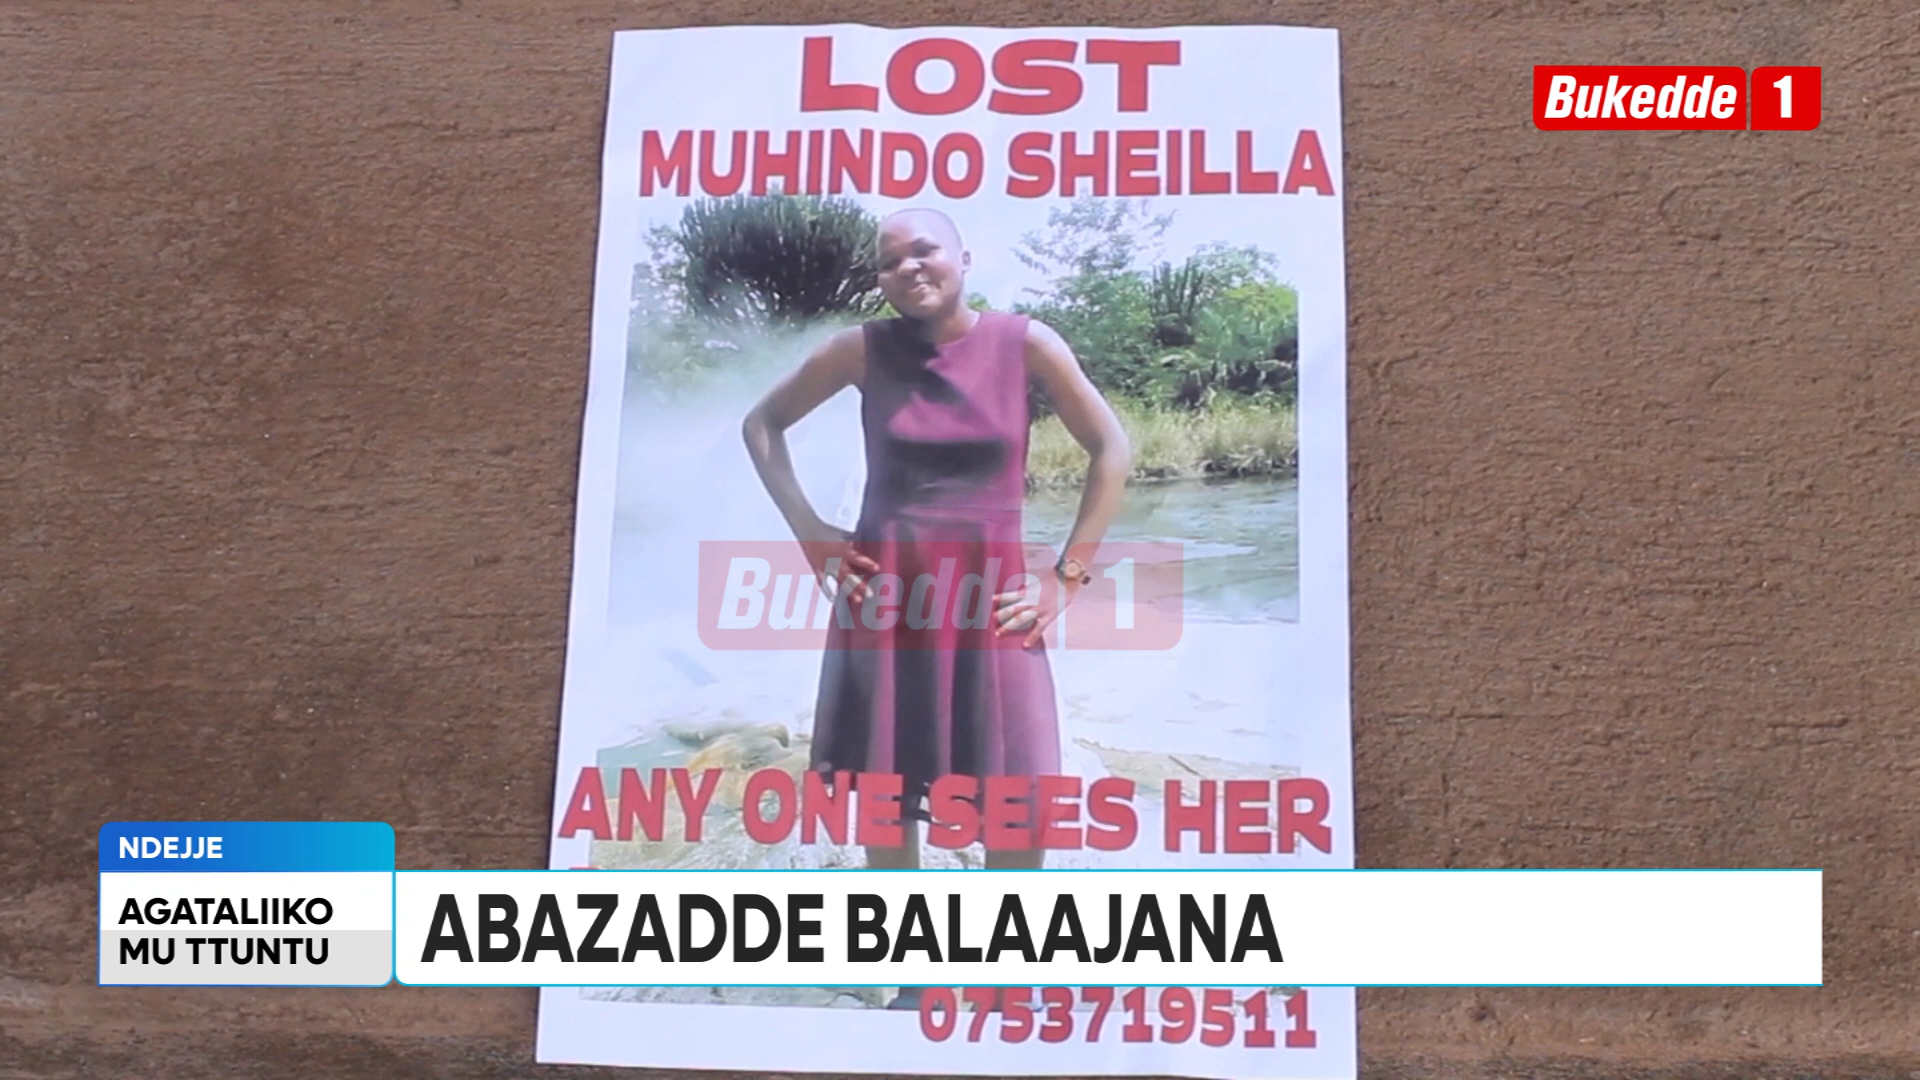 LOST
Bukedde 1
MUHINDO SHEILLA
Bukedde 1
ANY ONE SEES HER
NDEJJE
AGATALIIKO
MU TTUNTU
ABAZADDE BALAAJANA
0753719511